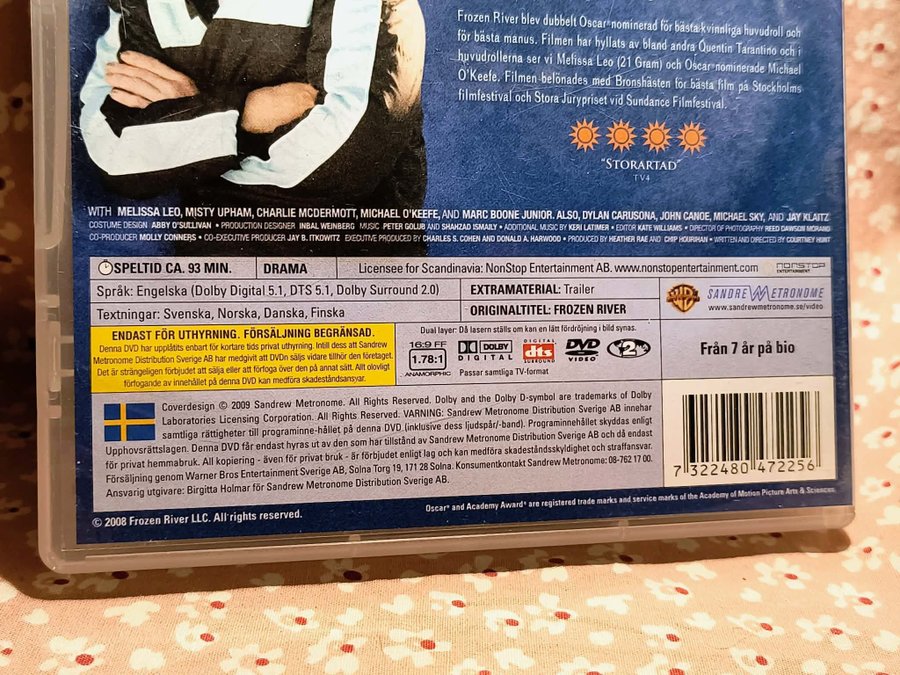 Frozen River blev dubbelt Oscar® nominerad för bästa kvinnliga huvudroll och
för bästa manus. Filmen har hyllats av bland andra Quentin Tarantino och i
huvudrollerna ser vi Melissa Leo (21 Gram) och Oscar® nominerade Michael
O'Keefe. Filmen belönades med Bronshästen för bästa film på Stockholms
filmfestival och Stora Jurypriset vid Sundance Filmfestival.
"STORARTAD"
TV4
WITH MELISSA LEO, MISTY UPHAM, CHARLIE MCDERMOTT, MICHAEL O'KEEFE, AND MARC BOONE JUNIOR. ALSO, DYLAN CARUSONA, JOHN CANOE, MICHAEL SKY, AND JAY KLAITZ
COSTUME DESIGN ABBY O'SULLIVAN • PRODUCTION DESIGNER INBAL WEINBERG MUSIC PETER GOLUB AND SHAHZAD ISMAILY • ADDITIONAL MUSIC BY KERI LATIMER • EDITOR KATE WILLIAMS • DIRECTOR OF PHOTOGRAPHY REED DAWSON MORANO
CO-PRODUCER MOLLY CONNERS • CO-EXECUTIVE PRODUCER JAY B. ITKOWITZ EXECUTIVE PRODUCED BY CHARLES S. COHEN AND DONALD A. HARWOOD • PRODUCED BY HEATHER RAE AND CHIP HOURIHAN • WRITTEN AND DIRECTED BY COURTNEY HUNT
SPELTID CA. 93 MIN. DRAMA Licensee for Scandinavia: NonStop Entertainment AB. www.nonstopentertainment.com NONSTOP
ENTERTAINMENT
Språk: Engelska (Dolby Digital 5.1, DTS 5.1, Dolby Surround 2.0)
EXTRAMATERIAL: Trailer
Textningar: Svenska, Norska, Danska, Finska
ORIGINALTITEL: FROZEN RIVER
WB SANDREW METRONOME
www.sandrewmetronome.se/video
ENDAST FÖR UTHYRNING. FÖRSÄLJNING BEGRÄNSAD.
Denna DVD har upplåtits enbart för kortare tids privat uthyrning. Intill dess att Sandrew
Metronome Distribution Sverige AB har medgivit att DVDn säljs vidare tillhör den företaget.
Det är strängeligen förbjudet att sälja eller att förfoga över den på annat sätt. Allt olovligt
förfogande av innehållet på denna DVD kan medföra skadeståndsansvar.
Dual layer: Då lasern ställs om kan en lätt fördröjning i bild synas.
16:9 FF
1.78:1
ANAMORPHIC
DOLBY
DIGITAL
DIGITAL
dts
SURROUND
DVD
VIDEO
2
Passar samtliga TV-format
Från 7 år på bio
Coverdesign © 2009 Sandrew Metronome. All Rights Reserved. Dolby and the Dolby D-symbol are trademarks of Dolby
Laboratories Licensing Corporation. All Rights Reserved. VARNING: Sandrew Metronome Distribution Sverige AB innehar
samtliga rättigheter till programinne-hållet på denna DVD.(inklusive dess ljudspår/-band). Programinnehållet skyddas enligt
Upphovsrättslagen. Denna DVD får endast hyras ut av den som har tillstånd av Sandrew Metronome Distribution Sverige AB och då endast
för privat hemmabruk. All kopiering - även för privat bruk - är förbjudet enligt lag och kan medföra skadeståndsskyldighet och straffansvar.
Försäljning genom Warner Bros Entertainment Sverige AB, Solna Torg 19, 171 28 Solna. Konsumentkontakt Sandrew Metronome: 08-762 17 00.
Ansvarig utgivare: Birgitta Holmar för Sandrew Metronome Distribution Sverige AB.
7 322480 472256
© 2008 Frozen River LLC. All rights reserved.
Oscar® and Academy Award® are registered trade marks and service marks of the Academy of Motion Picture Arts & Sciences